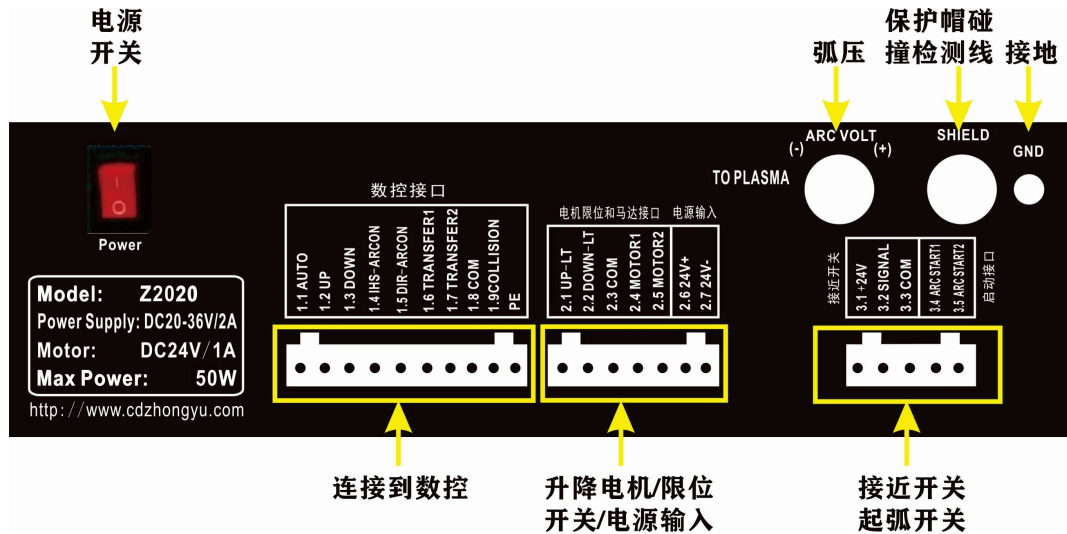 电源
开关
弧压
保护帽碰
撞检测线
接地
ARC VOLT
(-)
(+)
SHIELD
GND
TO PLASMA
Power
数控接口
1.1 AUTO
1.2 UP
1.3 DOWN
1.4 IHS-ARCON
1.5 DIR-ARCON
1.6 TRANSFER1
1.7 TRANSFER2
1.8 COM
1.9COLLISION
PE
电机限位和马达接口
电源输入
2.1 UP-LT
2.2 DOWN-LT
2.3 COM
2.4 MOTOR1
2.5 MOTOR2
2.6 24V+
2.7 24V-
接近开关
3.1 +24V
3.2 SIGNAL
3.3 COM
3.4 ARC START1
3.5 ARC START2
启动接口
Model: Z2020
Power Supply: DC20-36V/2A
Motor: DC24V/1A
Max Power: 50W
http://www.cdzhongyu.com
连接到数控
升降电机/限位
开关/电源输入
接近开关
起弧开关